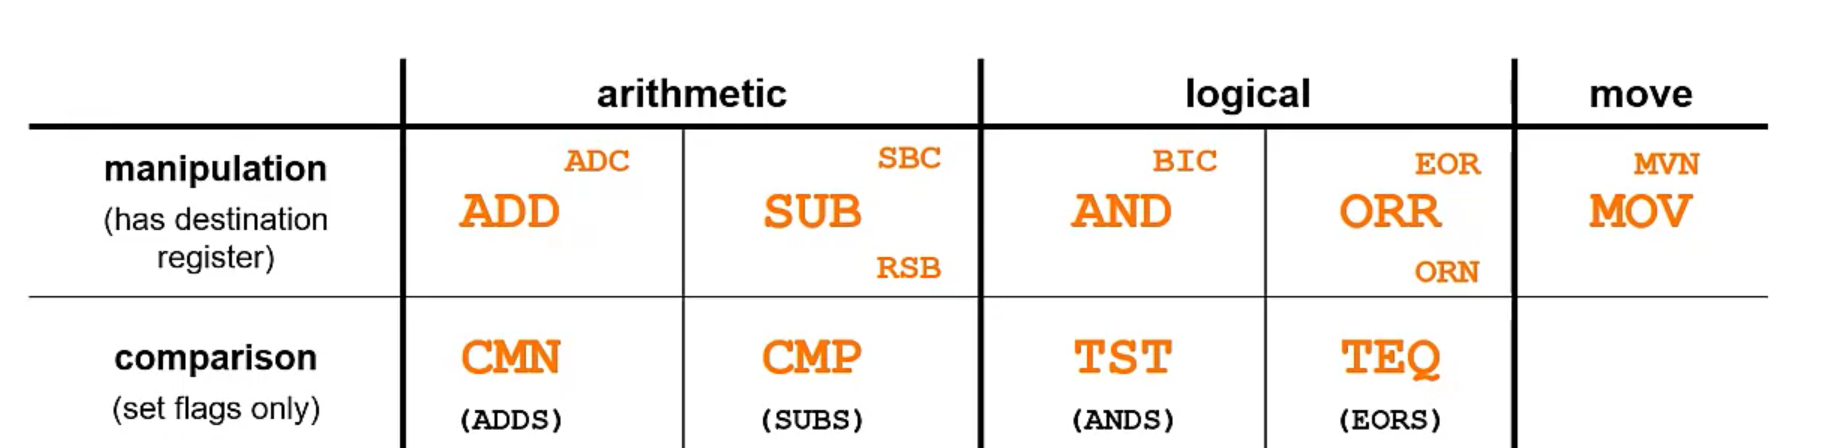 arithmetic logical move
manipulation
(has destination
register)
ADC
ADD
SBC
SUB
RSB
BIC
AND
EOR
ORR
ORN
MVN
MOV
comparison
(set flags only)
CMN
(ADDS)
CMP
(SUBS)
TST
(ANDS)
TEQ
(EORS)